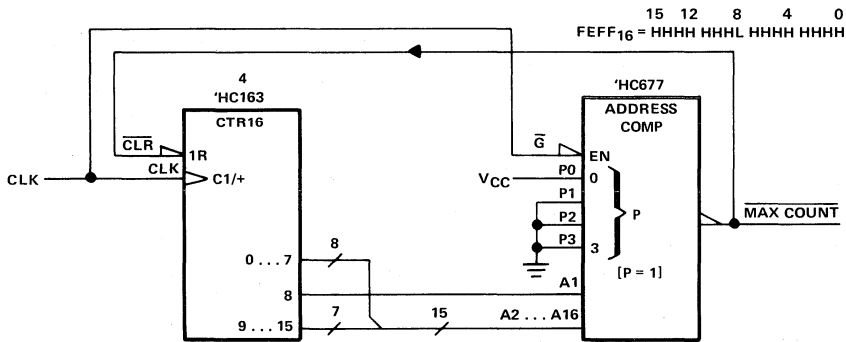 15 12 8 4 0
FEFF16 = HHHH HHHL HHHH HHHH
4
'HC163
CTR16
CLR
1R
CLK
CLK
C1/+
0 . . . 7
8
8
9 . . . 15
7
15
'HC677
ADDRESS
COMP
G
EN
VCC
P0
0
P1
P2
P
P3
3
[P = 1]
A1
A2 . . . A16
MAX COUNT